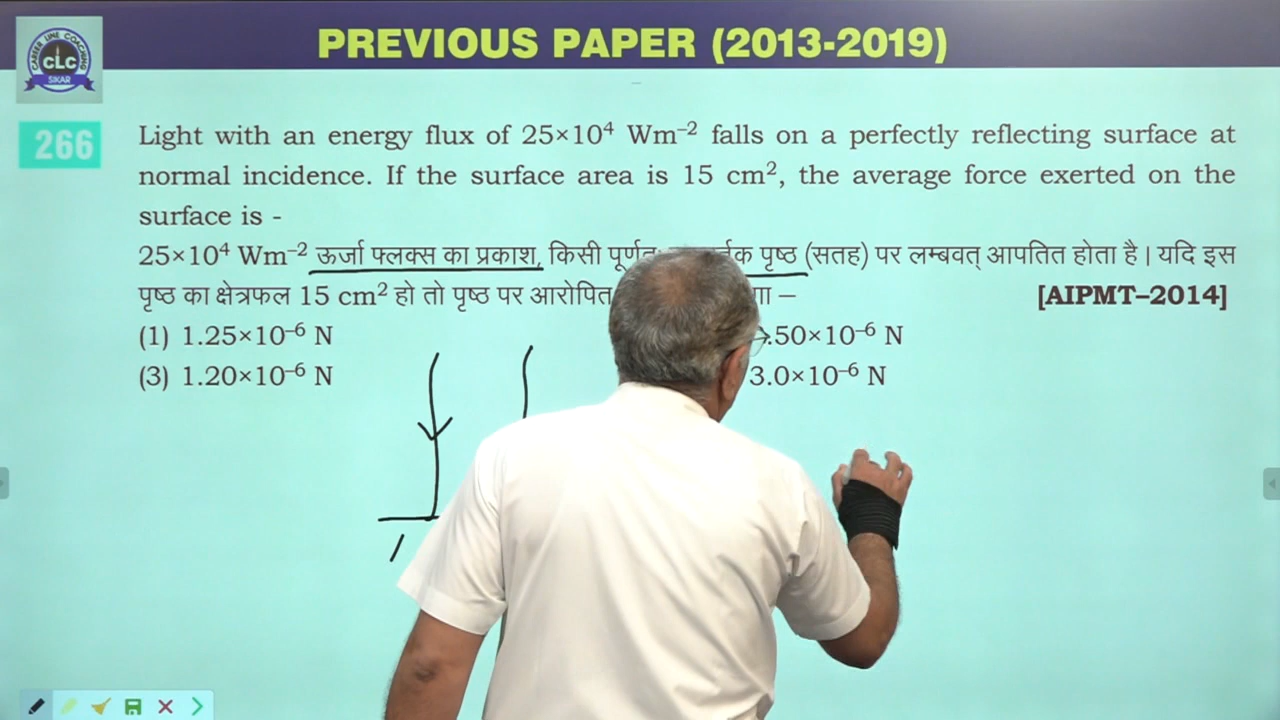 PREVIOUS PAPER (2013-2019)
CAREER LINE COACHING
CLC
SIKAR
266
Light with an energy flux of 25×10⁴ Wm⁻² falls on a perfectly reflecting surface at
normal incidence. If the surface area is 15 cm², the average force exerted on the
surface is -
25×10⁴ Wm⁻² ऊर्जा फ्लक्स का प्रकाश, किसी पृष्ठ (सतह) पर लम्बवत् आपतित होता है। यदि इस
पृष्ठ का क्षेत्रफल 15 cm² हो तो पृष्ठ पर आरोपित –
[AIPMT–2014]
(1) 1.25×10⁻⁶ N
.50×10⁻⁶ N
(3) 1.20×10⁻⁶ N
3.0×10⁻⁶ N